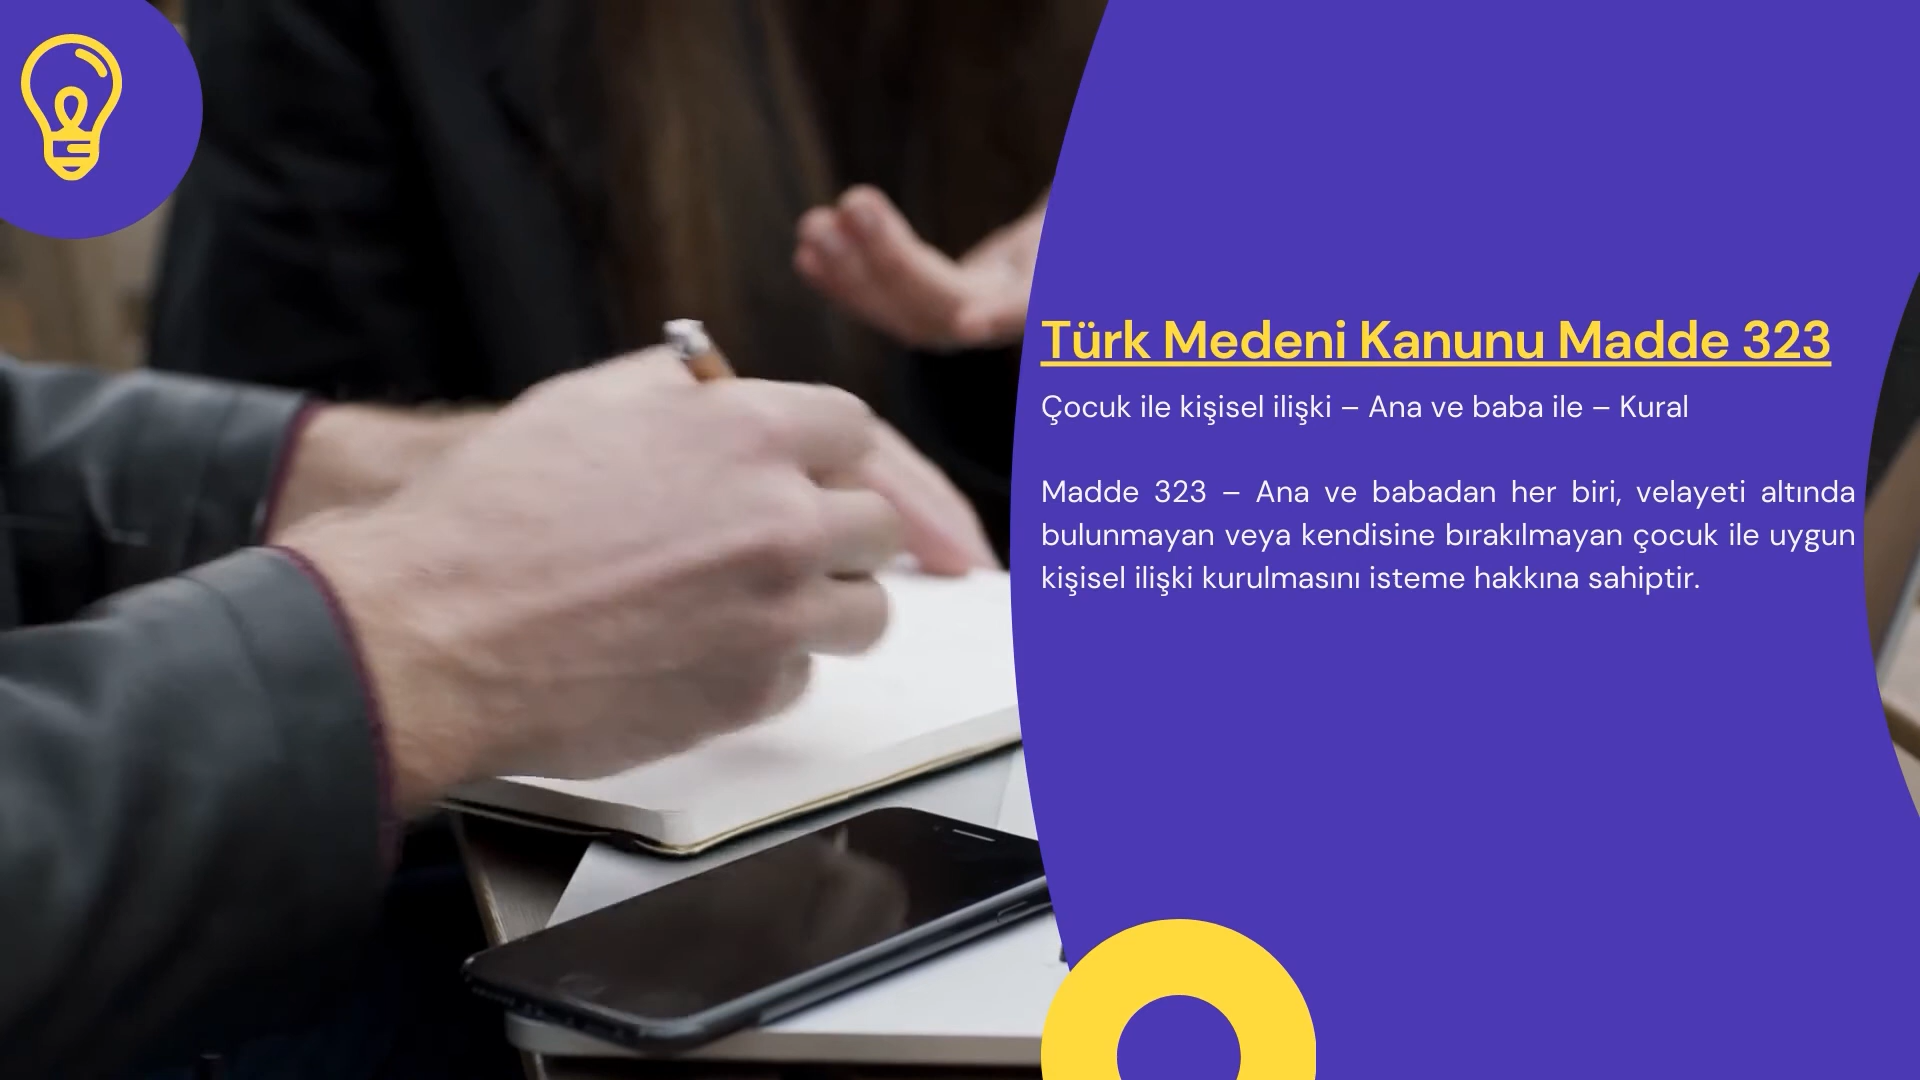 Türk Medeni Kanunu Madde 323
Çocuk ile kişisel ilişki – Ana ve baba ile – Kural
Madde 323 – Ana ve babadan her biri, velayeti altında
bulunmayan veya kendisine bırakılmayan çocuk ile uygun
kişisel ilişki kurulmasını isteme hakkına sahiptir.